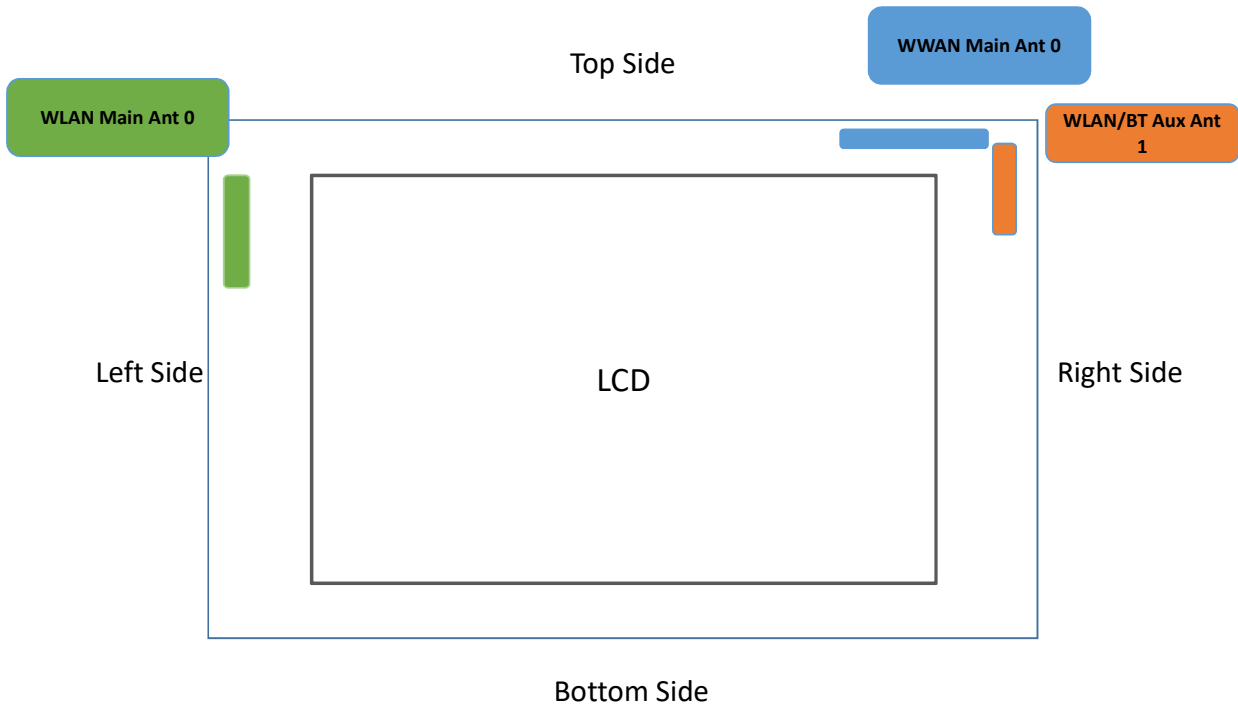 WWAN Main Ant 0
Top Side
WLAN Main Ant 0
WLAN/BT Aux Ant
1
Left Side
LCD
Right Side
Bottom Side